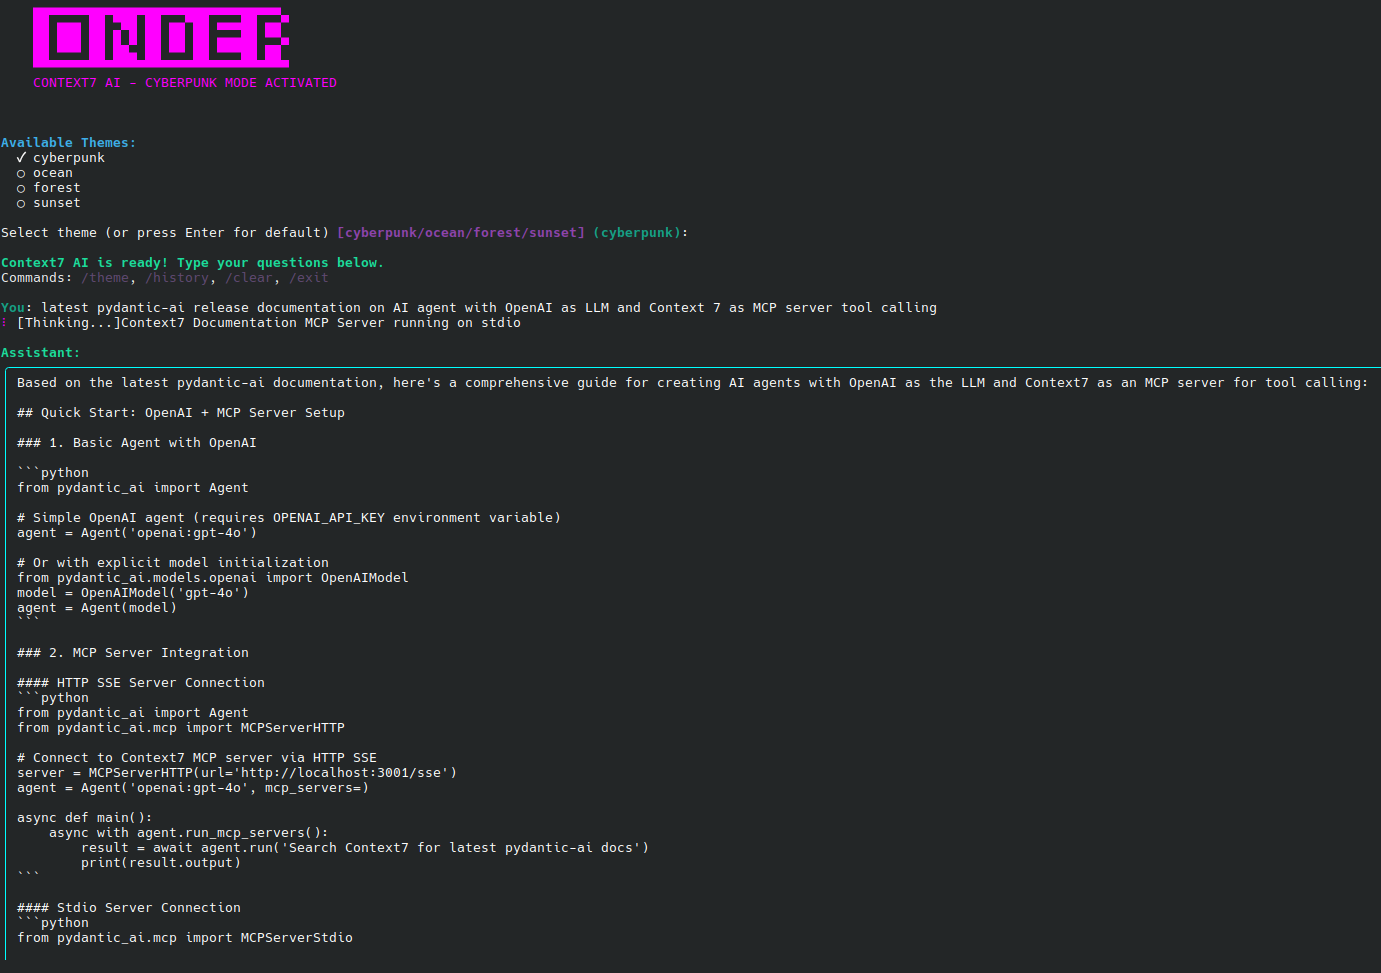 ONDER
CONTEXT7 AI - CYBERPUNK MODE ACTIVATED
Available Themes:
✓ cyberpunk
○ ocean
○ forest
○ sunset
Select theme (or press Enter for default) [cyberpunk/ocean/forest/sunset] (cyberpunk):
Context7 AI is ready! Type your questions below.
Commands: /theme, /history, /clear, /exit
You: latest pydantic-ai release documentation on AI agent with OpenAI as LLM and Context 7 as MCP server tool calling
⠇ [Thinking...]Context7 Documentation MCP Server running on stdio
Assistant:
Based on the latest pydantic-ai documentation, here's a comprehensive guide for creating AI agents with OpenAI as the LLM and Context7 as an MCP server for tool calling:
## Quick Start: OpenAI + MCP Server Setup
### 1. Basic Agent with OpenAI
```python
from pydantic_ai import Agent
# Simple OpenAI agent (requires OPENAI_API_KEY environment variable)
agent = Agent('openai:gpt-4o')
# Or with explicit model initialization
from pydantic_ai.models.openai import OpenAIModel
model = OpenAIModel('gpt-4o')
agent = Agent(model)
```
### 2. MCP Server Integration
#### HTTP SSE Server Connection
```python
from pydantic_ai import Agent
from pydantic_ai.mcp import MCPServerHTTP
# Connect to Context7 MCP server via HTTP SSE
server = MCPServerHTTP(url='http://localhost:3001/sse')
agent = Agent('openai:gpt-4o', mcp_servers=)
async def main():
    async with agent.run_mcp_servers():
        result = await agent.run('Search Context7 for latest pydantic-ai docs')
        print(result.output)
```
#### Stdio Server Connection
```python
from pydantic_ai.mcp import MCPServerStdio